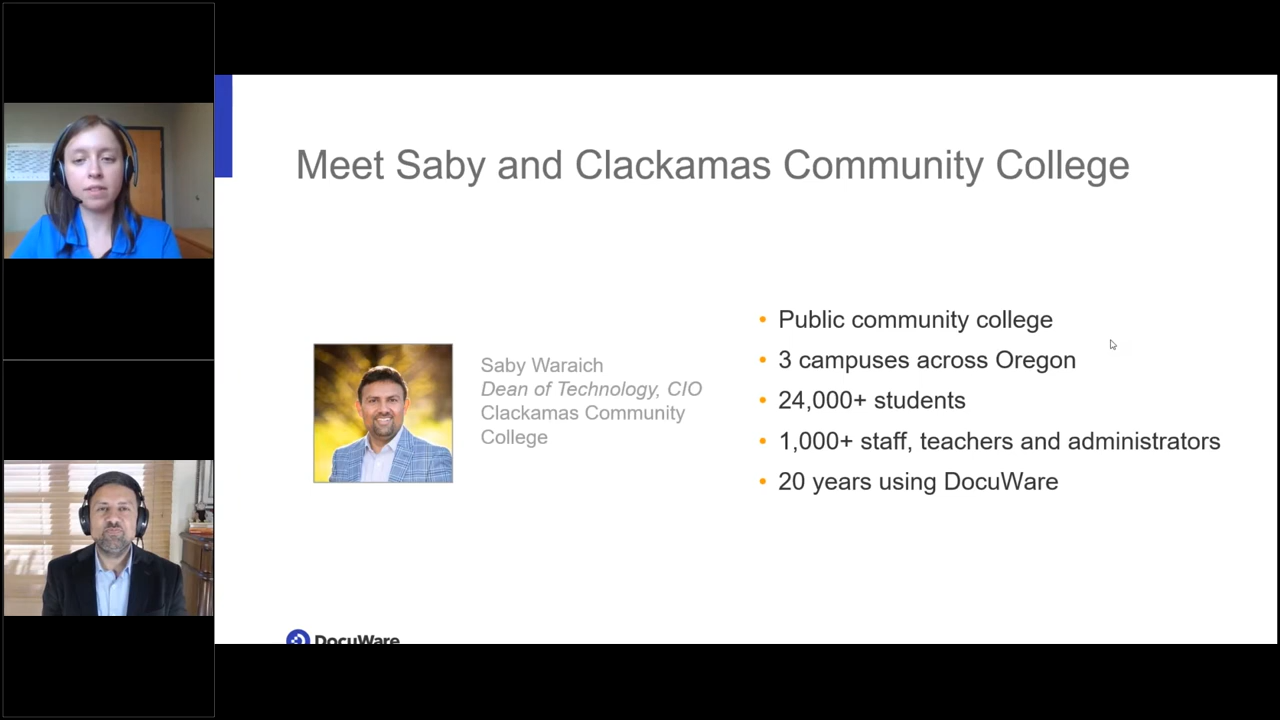 Meet Saby and Clackamas Community College
Saby Waraich
Dean of Technology, CIO
Clackamas Community
College
• Public community college
• 3 campuses across Oregon
• 24,000+ students
• 1,000+ staff, teachers and administrators
• 20 years using DocuWare
DocuWare